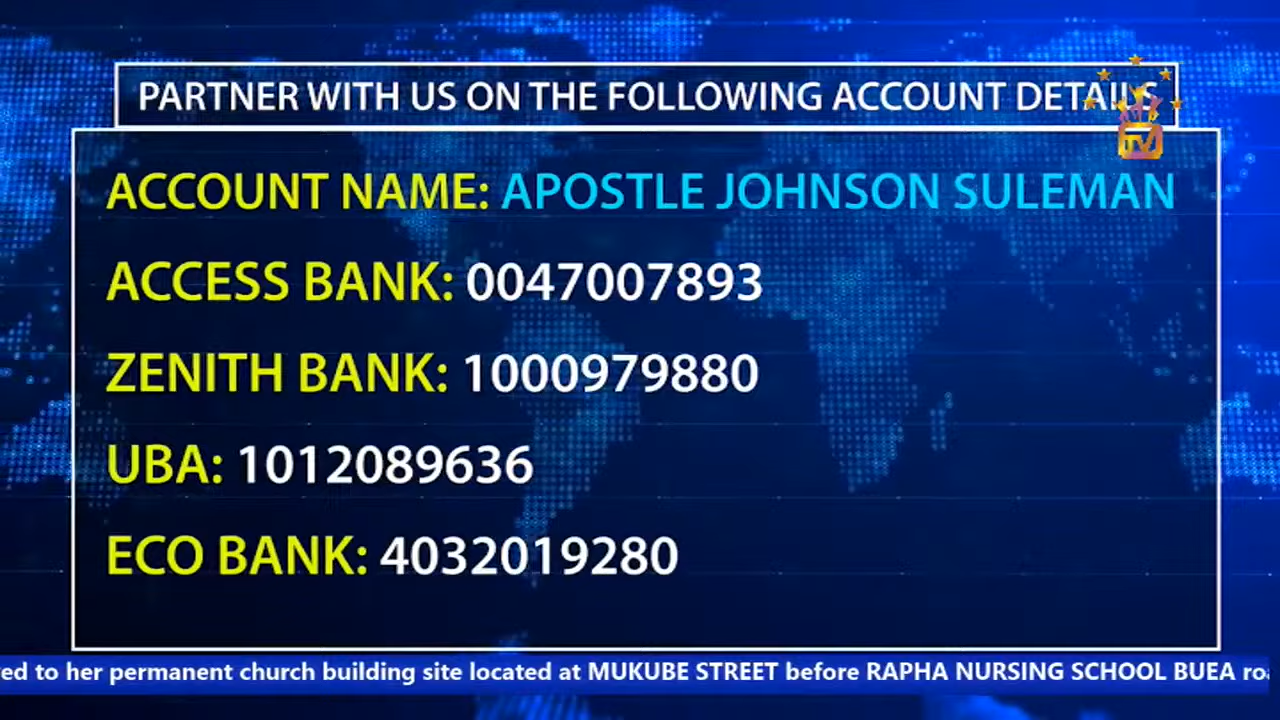 PARTNER WITH US ON THE FOLLOWING ACCOUNT DETAILS
TV
ACCOUNT NAME: APOSTLE JOHNSON SULEMAN
ACCESS BANK: 0047007893
ZENITH BANK: 1000979880
UBA: 1012089636
ECO BANK: 4032019280
to her permanent church building site located at MUKUBE STREET before RAPHA NURSING SCHOOL BUEA